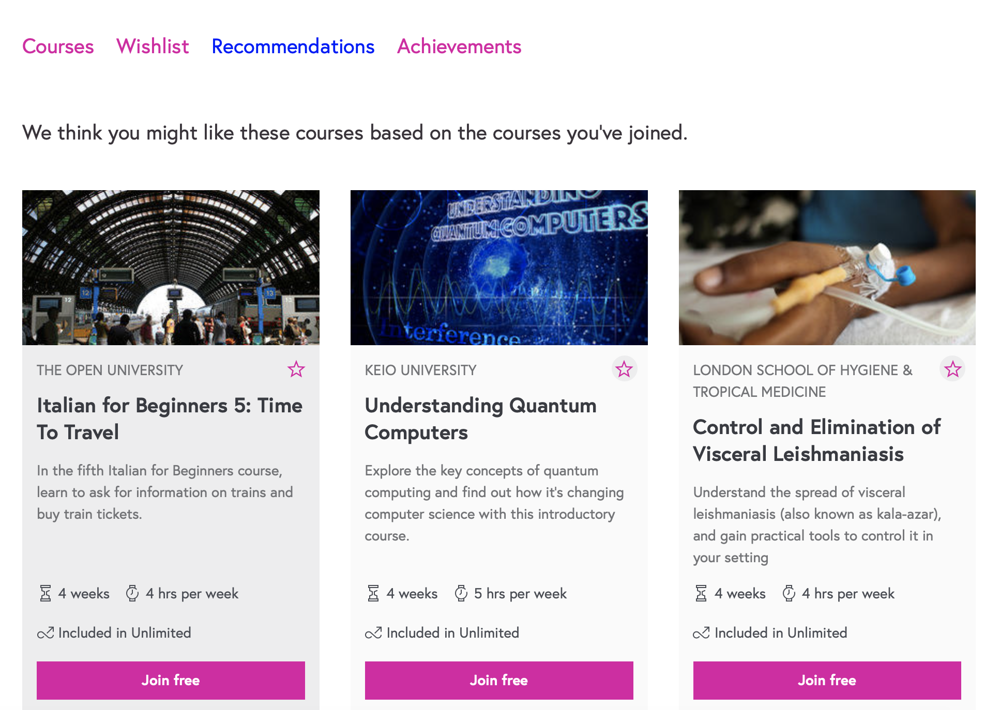 Courses Wishlist Recommendations Achievements
We think you might like these courses based on the courses you've joined.
12
13
12
13
UNDERSTANDING
QUANTUM COMPUTERS
Interference
THE OPEN UNIVERSITY
Italian for Beginners 5: Time
To Travel
In the fifth Italian for Beginners course,
learn to ask for information on trains and
buy train tickets.
4 weeks 4 hrs per week
Included in Unlimited
Join free
KEIO UNIVERSITY
Understanding Quantum
Computers
Explore the key concepts of quantum
computing and find out how it's changing
computer science with this introductory
course.
4 weeks 5 hrs per week
Included in Unlimited
Join free
LONDON SCHOOL OF HYGIENE &
TROPICAL MEDICINE
Control and Elimination of
Visceral Leishmaniasis
Understand the spread of visceral
leishmaniasis (also known as kala-azar),
and gain practical tools to control it in
your setting
4 weeks 4 hrs per week
Included in Unlimited
Join free